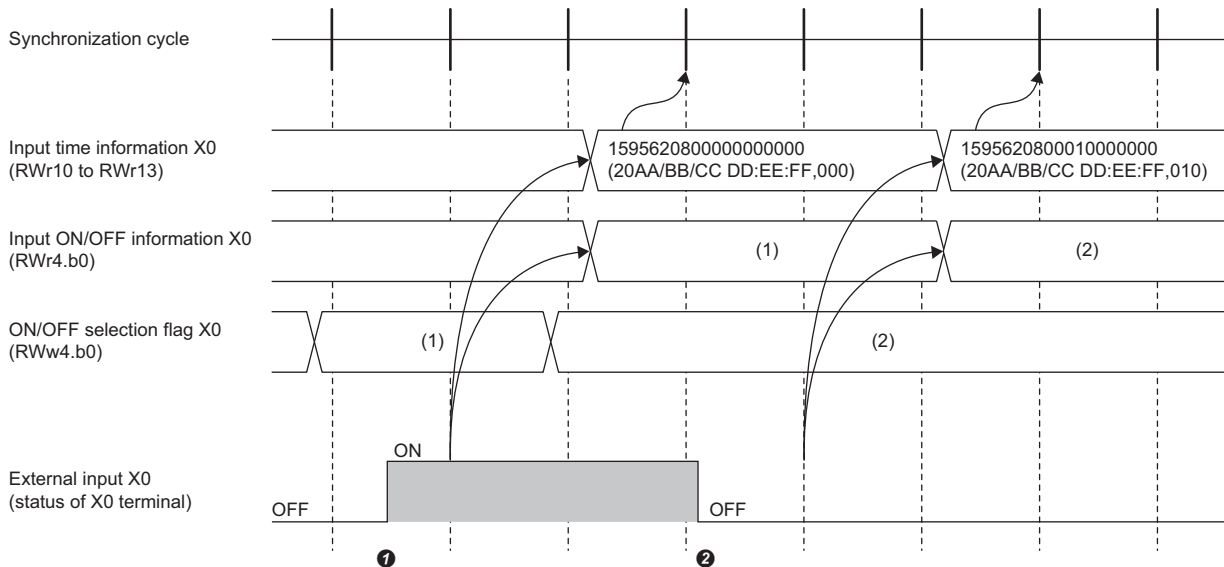 Synchronization cycle
Input time information X0
(RWr10 to RWr13)
1595620800000000000
(20AA/BB/CC DD:EE:FF,000)
1595620800010000000
(20AA/BB/CC DD:EE:FF,010)
Input ON/OFF information X0
(RWr4.b0)
(1)
(2)
ON/OFF selection flag X0
(RWw4.b0)
(1)
(2)
External input X0
(status of X0 terminal)
OFF
ON
OFF
❶
❷